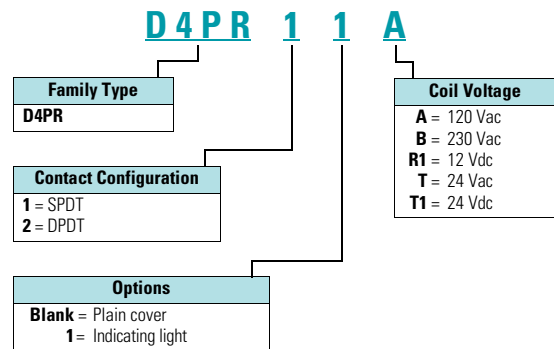 D4PR 1 1 A
Family Type
D4PR
Contact Configuration
1 = SPDT
2 = DPDT
Options
Blank = Plain cover
1 = Indicating light
Coil Voltage
A = 120 Vac
B = 230 Vac
R1 = 12 Vdc
T = 24 Vac
T1 = 24 Vdc